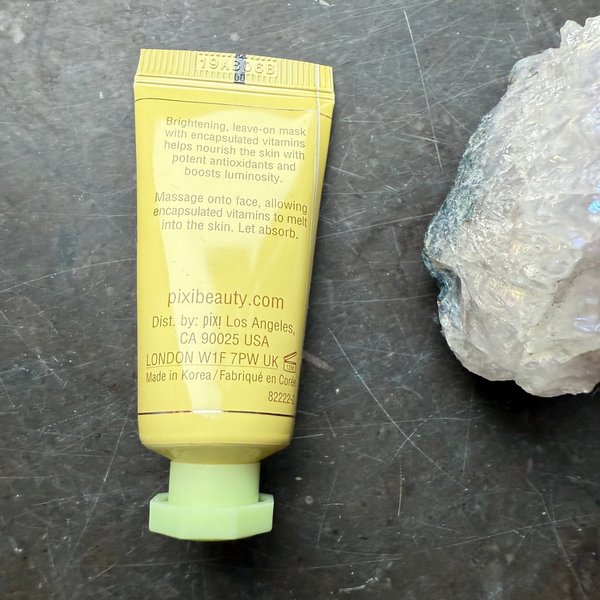 19AB06B
Brightening, leave-on mask
with encapsulated vitamins
helps nourish the skin with
potent antioxidants and
boosts luminosity.
Massage onto face, allowing
encapsulated vitamins to melt
into the skin. Let absorb.
pixibeauty.com
Dist. by: pixi Los Angeles,
CA 90025 USA
LONDON W1F 7PW UK 12M
Made in Korea/Fabriqué en Corée